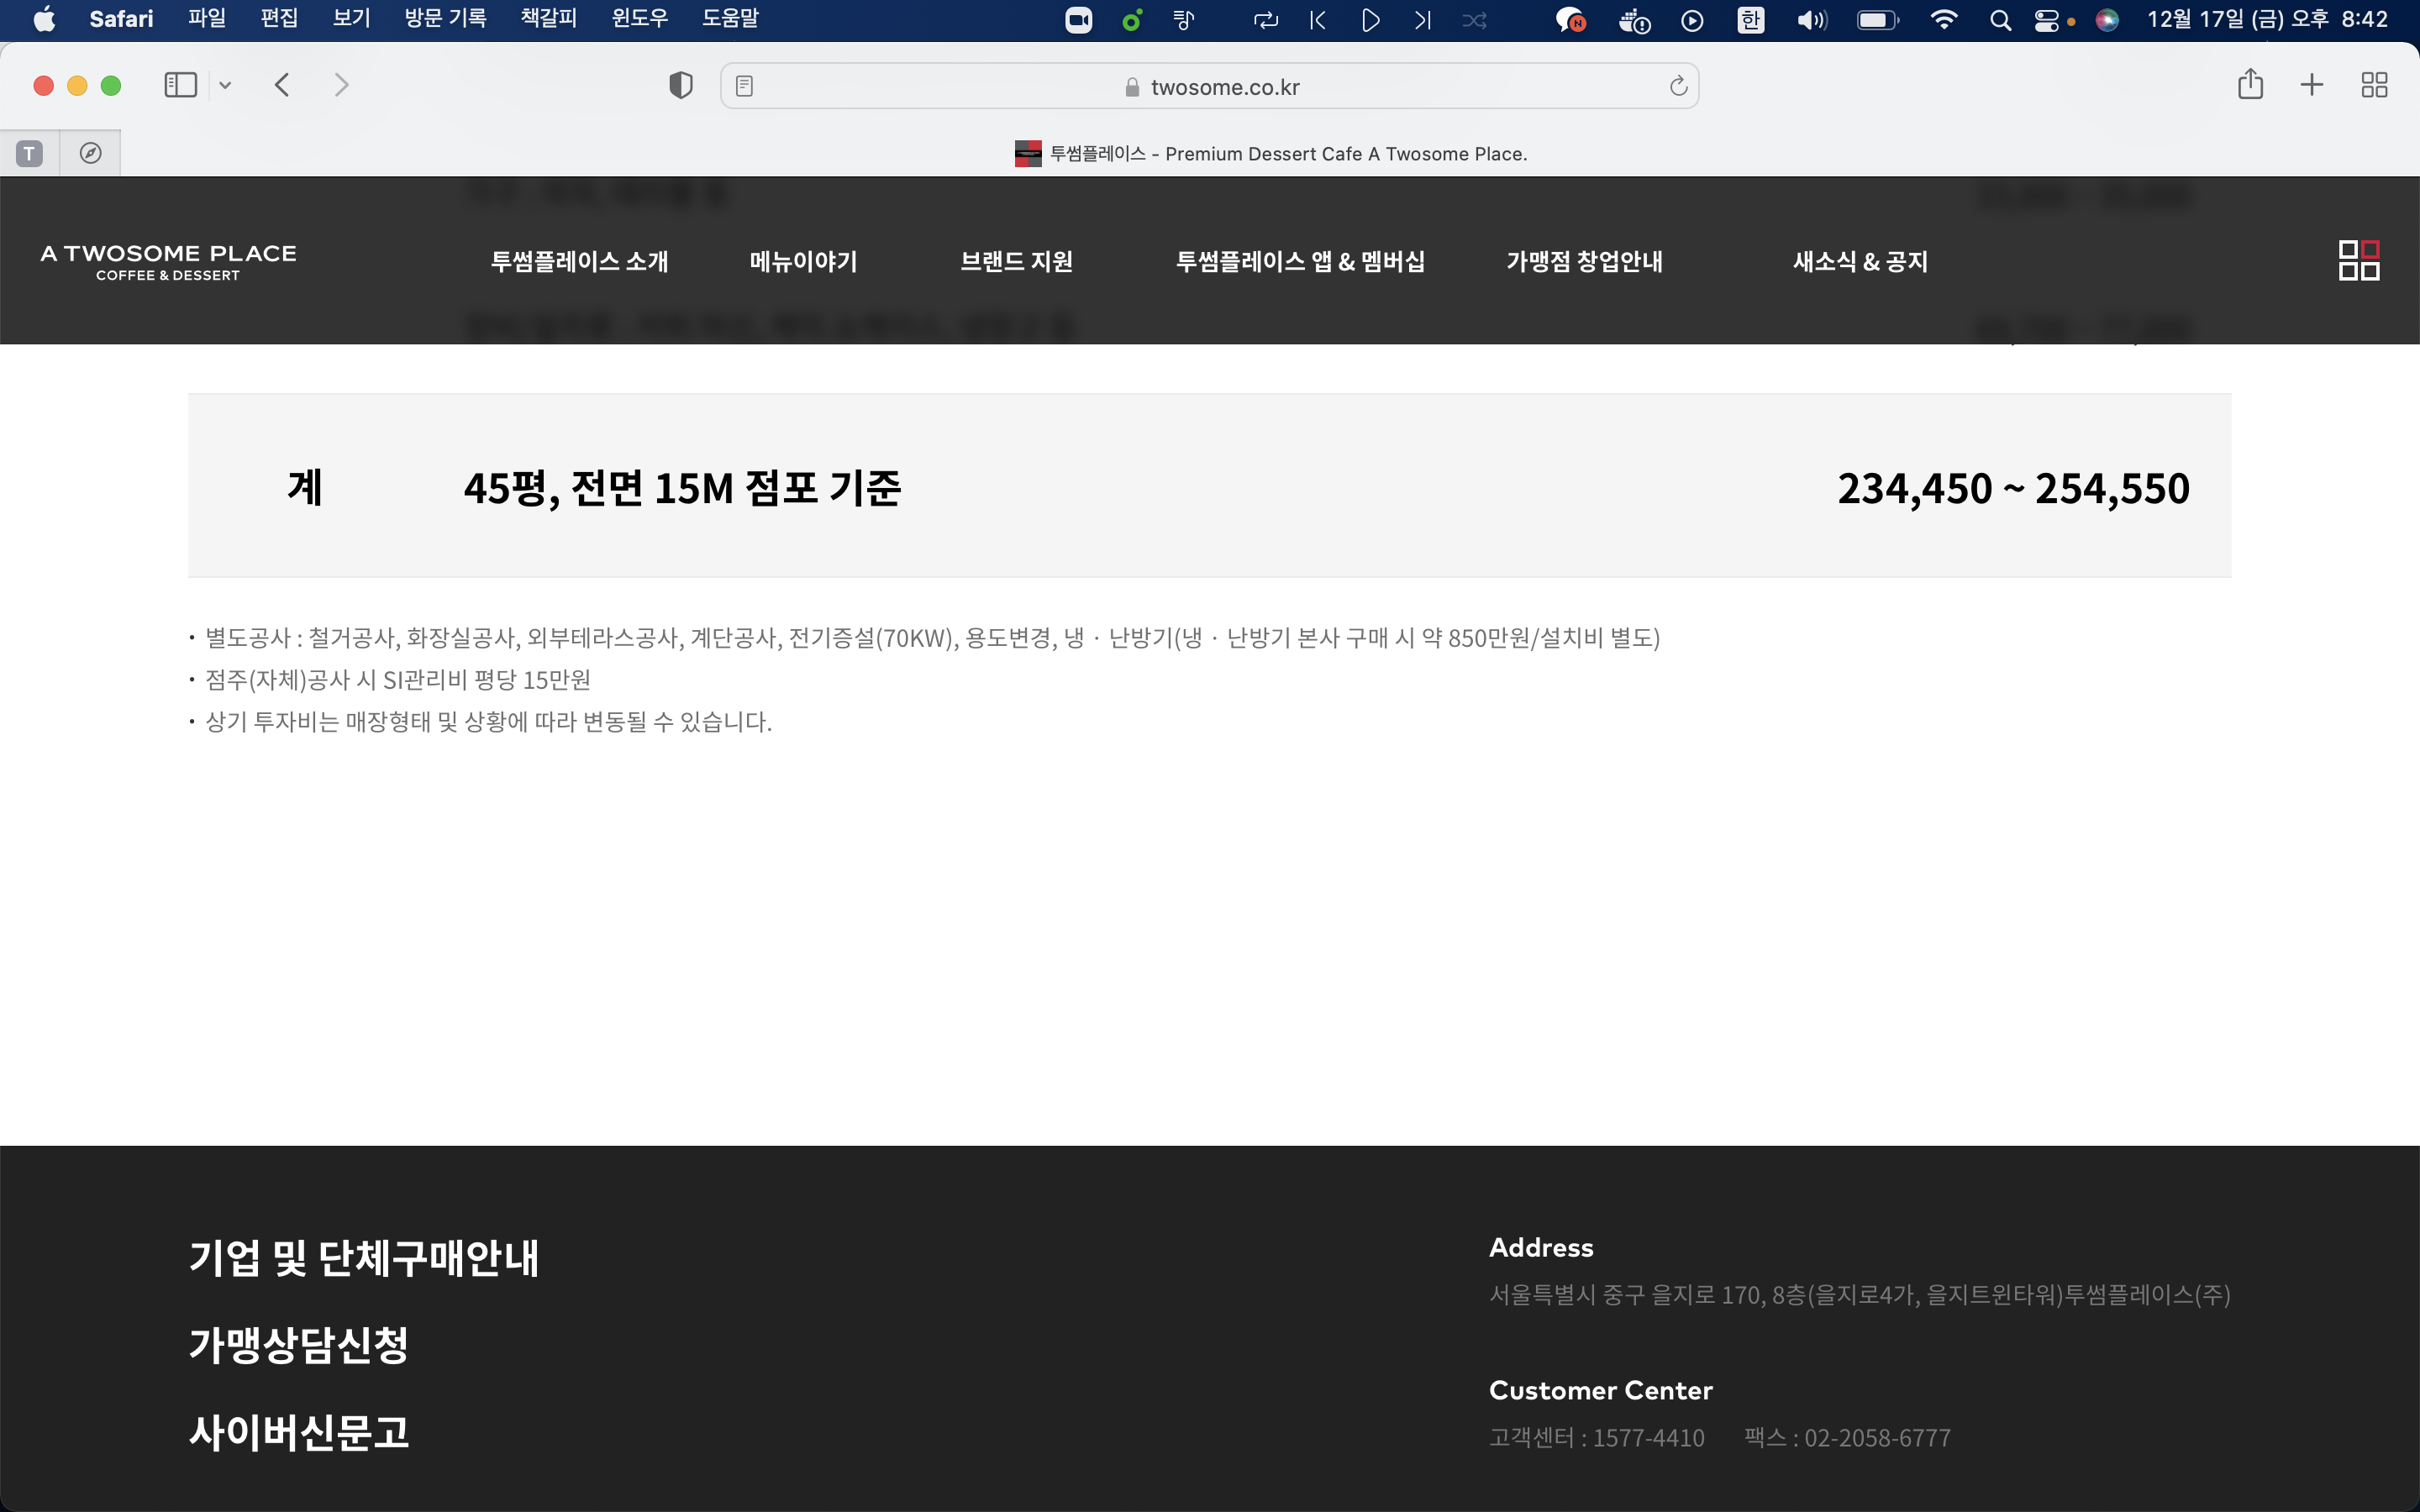 Safari 파일 편집 보기 방문 기록 책갈피 윈도우 도움말 한 12월 17일 (금) 오후 8:42
twosome.co.kr
T 투썸플레이스 - Premium Dessert Cafe A Twosome Place.
A TWOSOME PLACE
COFFEE & DESSERT
투썸플레이스 소개 메뉴이야기 브랜드 지원 투썸플레이스 앱 & 멤버십 가맹점 창업안내 새소식 & 공지
계 45평, 전면 15M 점포 기준 234,450 ~ 254,550
· 별도공사 : 철거공사, 화장실공사, 외부테라스공사, 계단공사, 전기증설(70KW), 용도변경, 냉 · 난방기(냉 · 난방기 본사 구매 시 약 850만원/설치비 별도)
· 점주(자체)공사 시 SI관리비 평당 15만원
· 상기 투자비는 매장형태 및 상황에 따라 변동될 수 있습니다.
기업 및 단체구매안내
가맹상담신청
사이버신문고
Address
서울특별시 중구 을지로 170, 8층(을지로4가, 을지트윈타워)투썸플레이스(주)
Customer Center
고객센터 : 1577-4410 팩스 : 02-2058-6777